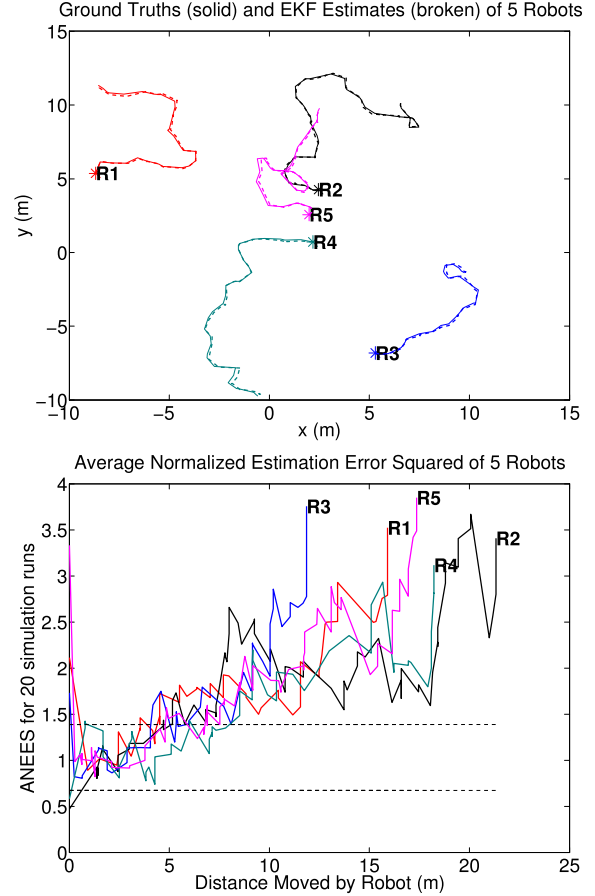 Ground Truths (solid) and EKF Estimates (broken) of 5 Robots
15
10
5
0
−5
−10
y (m)
R1
R2
R5
R4
R3
−10 −5 0 5 10 15
x (m)
Average Normalized Estimation Error Squared of 5 Robots
4
3.5
3
2.5
2
1.5
1
0.5
0
ANEES for 20 simulation runs
R3
R5
R1
R2
R4
0 5 10 15 20 25
Distance Moved by Robot (m)